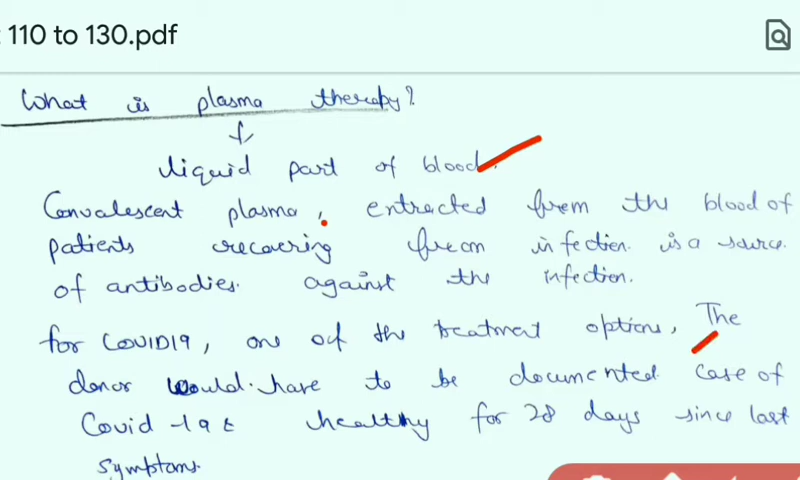 110 to 130.pdf
What is plasma therapy?
liquid part of blood.
Convalescent plasma, extracted from the blood of
patients recovering from infection is a source
of antibodies against the infection.
for COVID19, one of the treatment options, The
donor would have to be documented case of
Covid-19 & healthy for 28 days since last
symptoms.